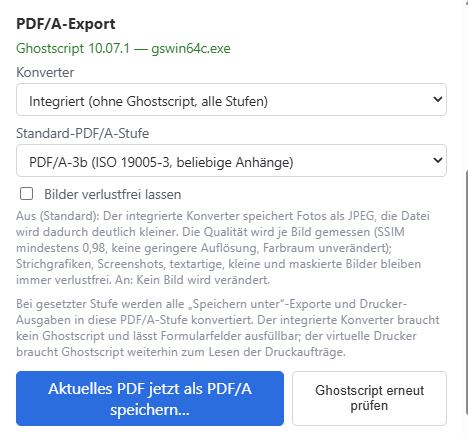 PDF/A-Export
Ghostscript 10.07.1 — gswin64c.exe
Konverter
Integriert (ohne Ghostscript, alle Stufen)
Standard-PDF/A-Stufe
PDF/A-3b (ISO 19005-3, beliebige Anhänge)
Bilder verlustfrei lassen
Aus (Standard): Der integrierte Konverter speichert Fotos als JPEG, die Datei
wird dadurch deutlich kleiner. Die Qualität wird je Bild gemessen (SSIM
mindestens 0,98, keine geringere Auflösung, Farbraum unverändert);
Strichgrafiken, Screenshots, textartige, kleine und maskierte Bilder bleiben
immer verlustfrei. An: Kein Bild wird verändert.
Bei gesetzter Stufe werden alle „Speichern unter“-Exporte und Drucker-
Ausgaben in diese PDF/A-Stufe konvertiert. Der integrierte Konverter braucht
kein Ghostscript und lässt Formularfelder ausfüllbar; der virtuelle Drucker
braucht Ghostscript weiterhin zum Lesen der Druckaufträge.
Aktuelles PDF jetzt als PDF/A
speichern...
Ghostscript erneut
prüfen